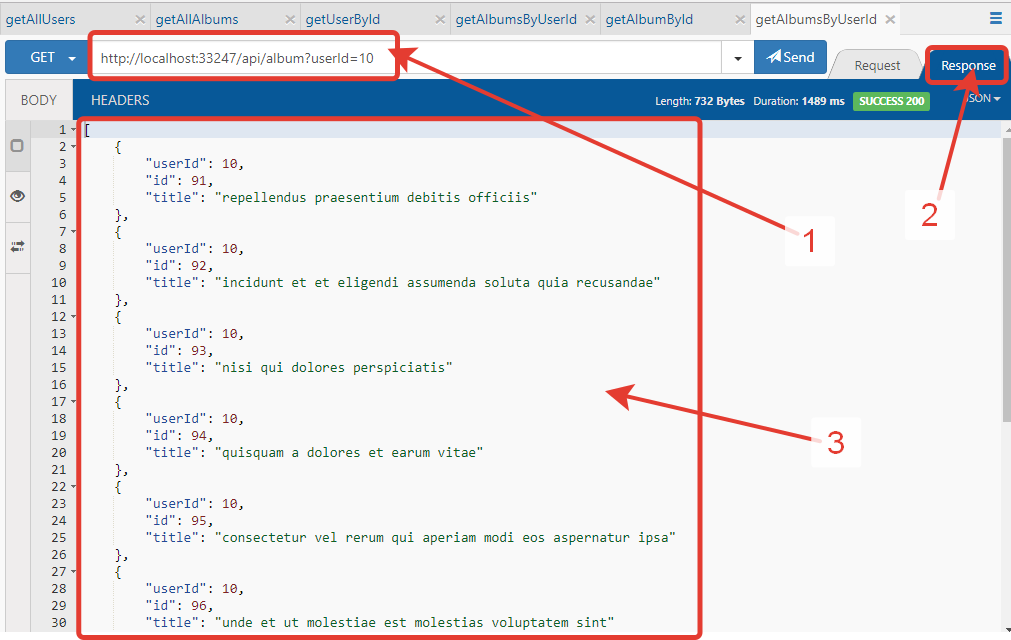 getAllUsers × getAllAlbums × getUserById × getAlbumsByUserId × getAlbumById × getAlbumsByUserId ×
GET http://localhost:33247/api/album?userId=10 Send Request Response
BODY HEADERS Length: 732 Bytes Duration: 1489 ms SUCCESS 200 JSON
1 [
2 {
3 "userId": 10,
4 "id": 91,
5 "title": "repellendus praesentium debitis officiis"
6 },
7 {
8 "userId": 10,
9 "id": 92,
10 "title": "incidunt et et eligendi assumenda soluta quia recusandae"
11 },
12 {
13 "userId": 10,
14 "id": 93,
15 "title": "nisi qui dolores perspiciatis"
16 },
17 {
18 "userId": 10,
19 "id": 94,
20 "title": "quisquam a dolores et earum vitae"
21 },
22 {
23 "userId": 10,
24 "id": 95,
25 "title": "consectetur vel rerum qui aperiam modi eos aspernatur ipsa"
26 },
27 {
28 "userId": 10,
29 "id": 96,
30 "title": "unde et ut molestiae est molestias voluptatem sint"
1
2
3